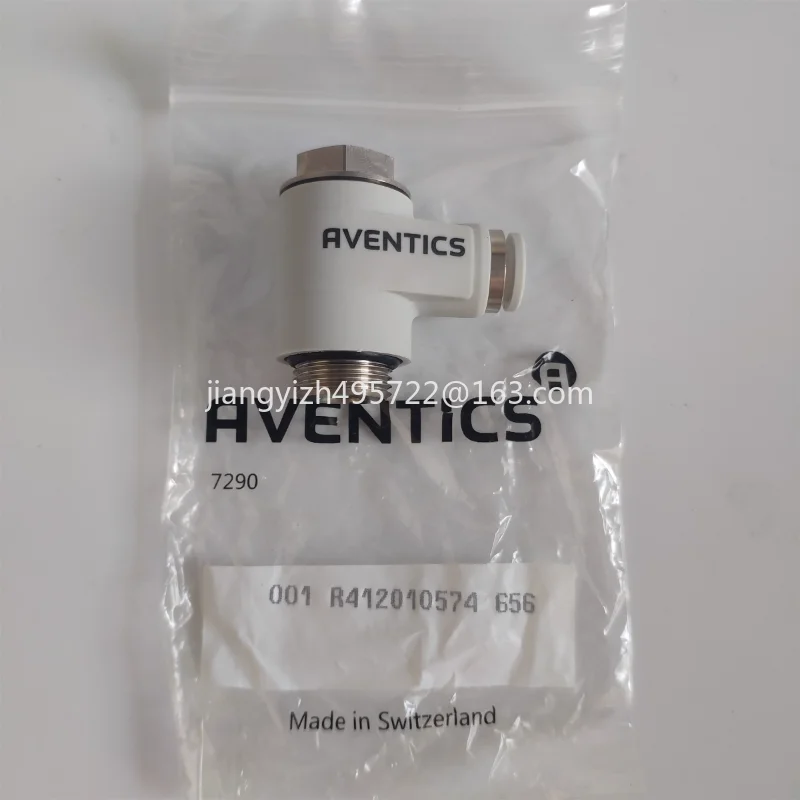 AVENTICS
A
jiangyizh495722@163.com
AVENTICS
7290
001 R412010574 656
Made in Switzerland